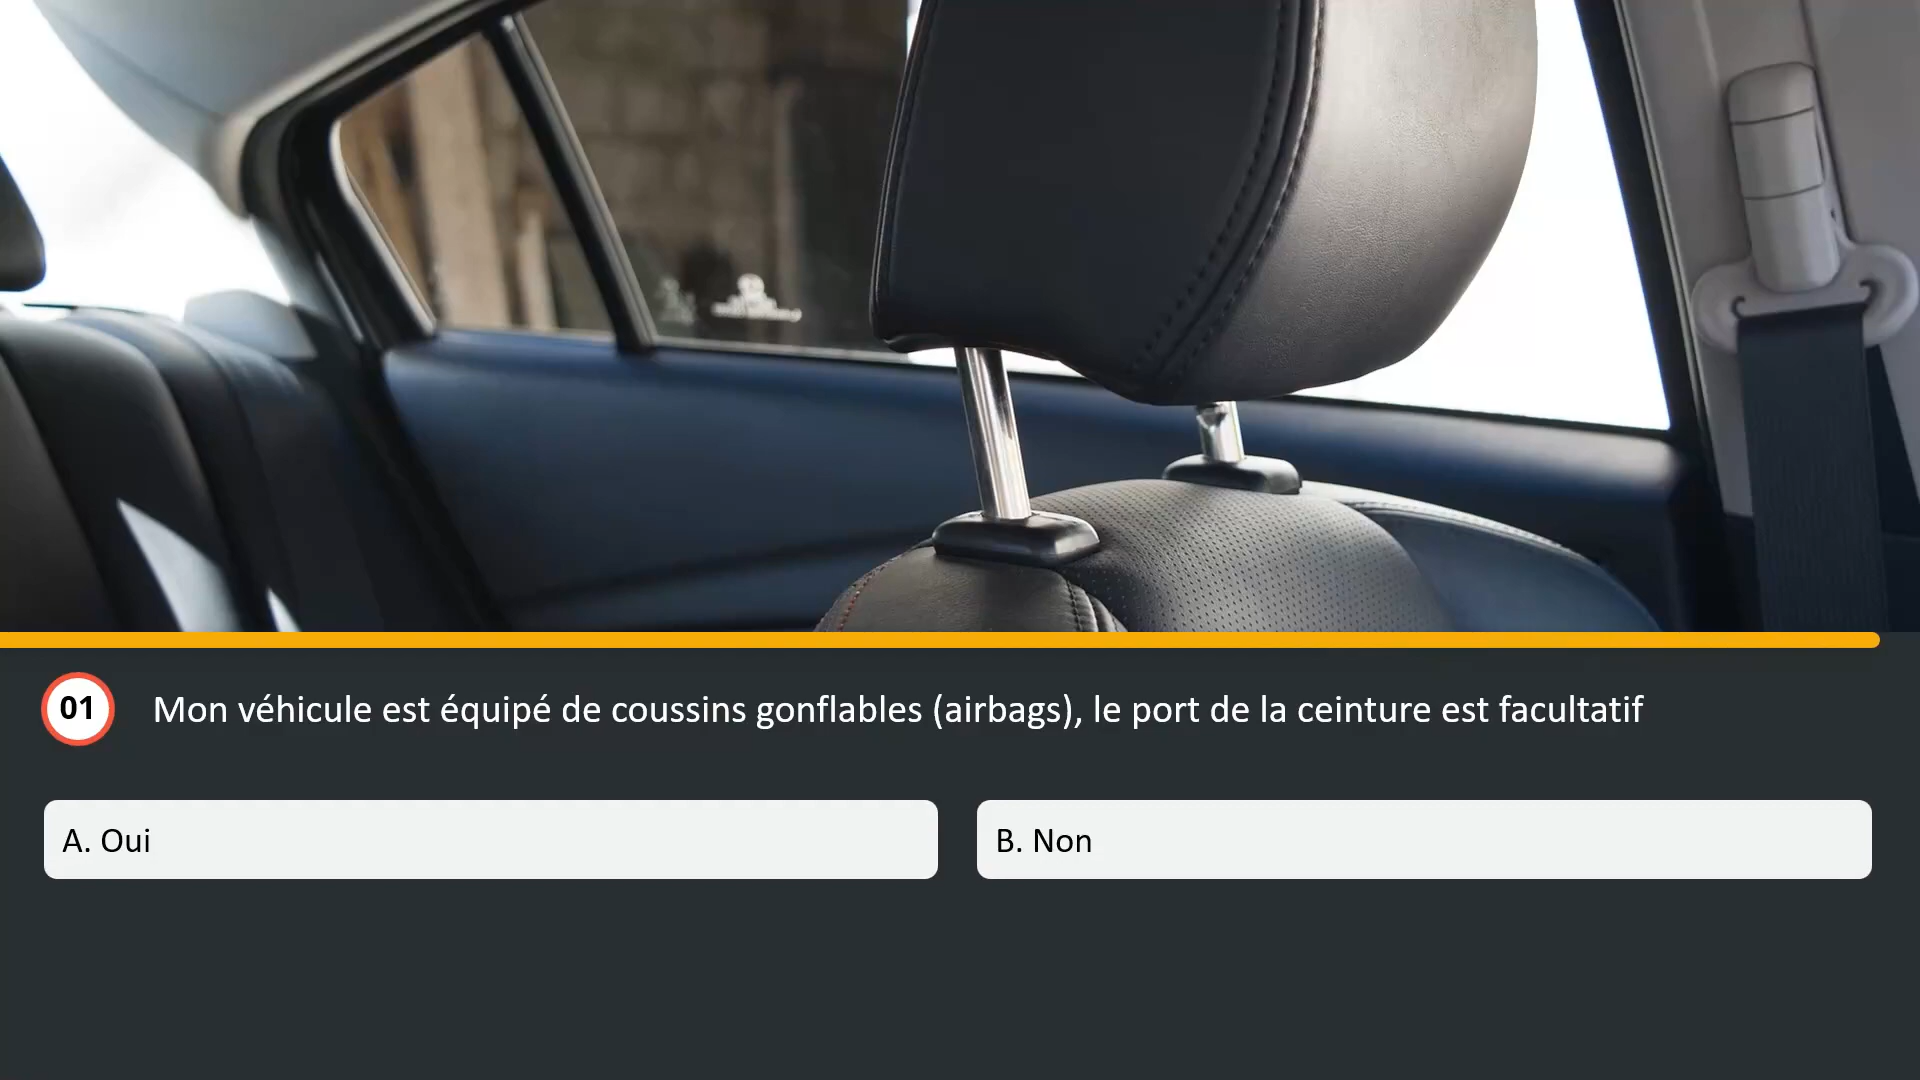 01
Mon véhicule est équipé de coussins gonflables (airbags), le port de la ceinture est facultatif
A. Oui
B. Non